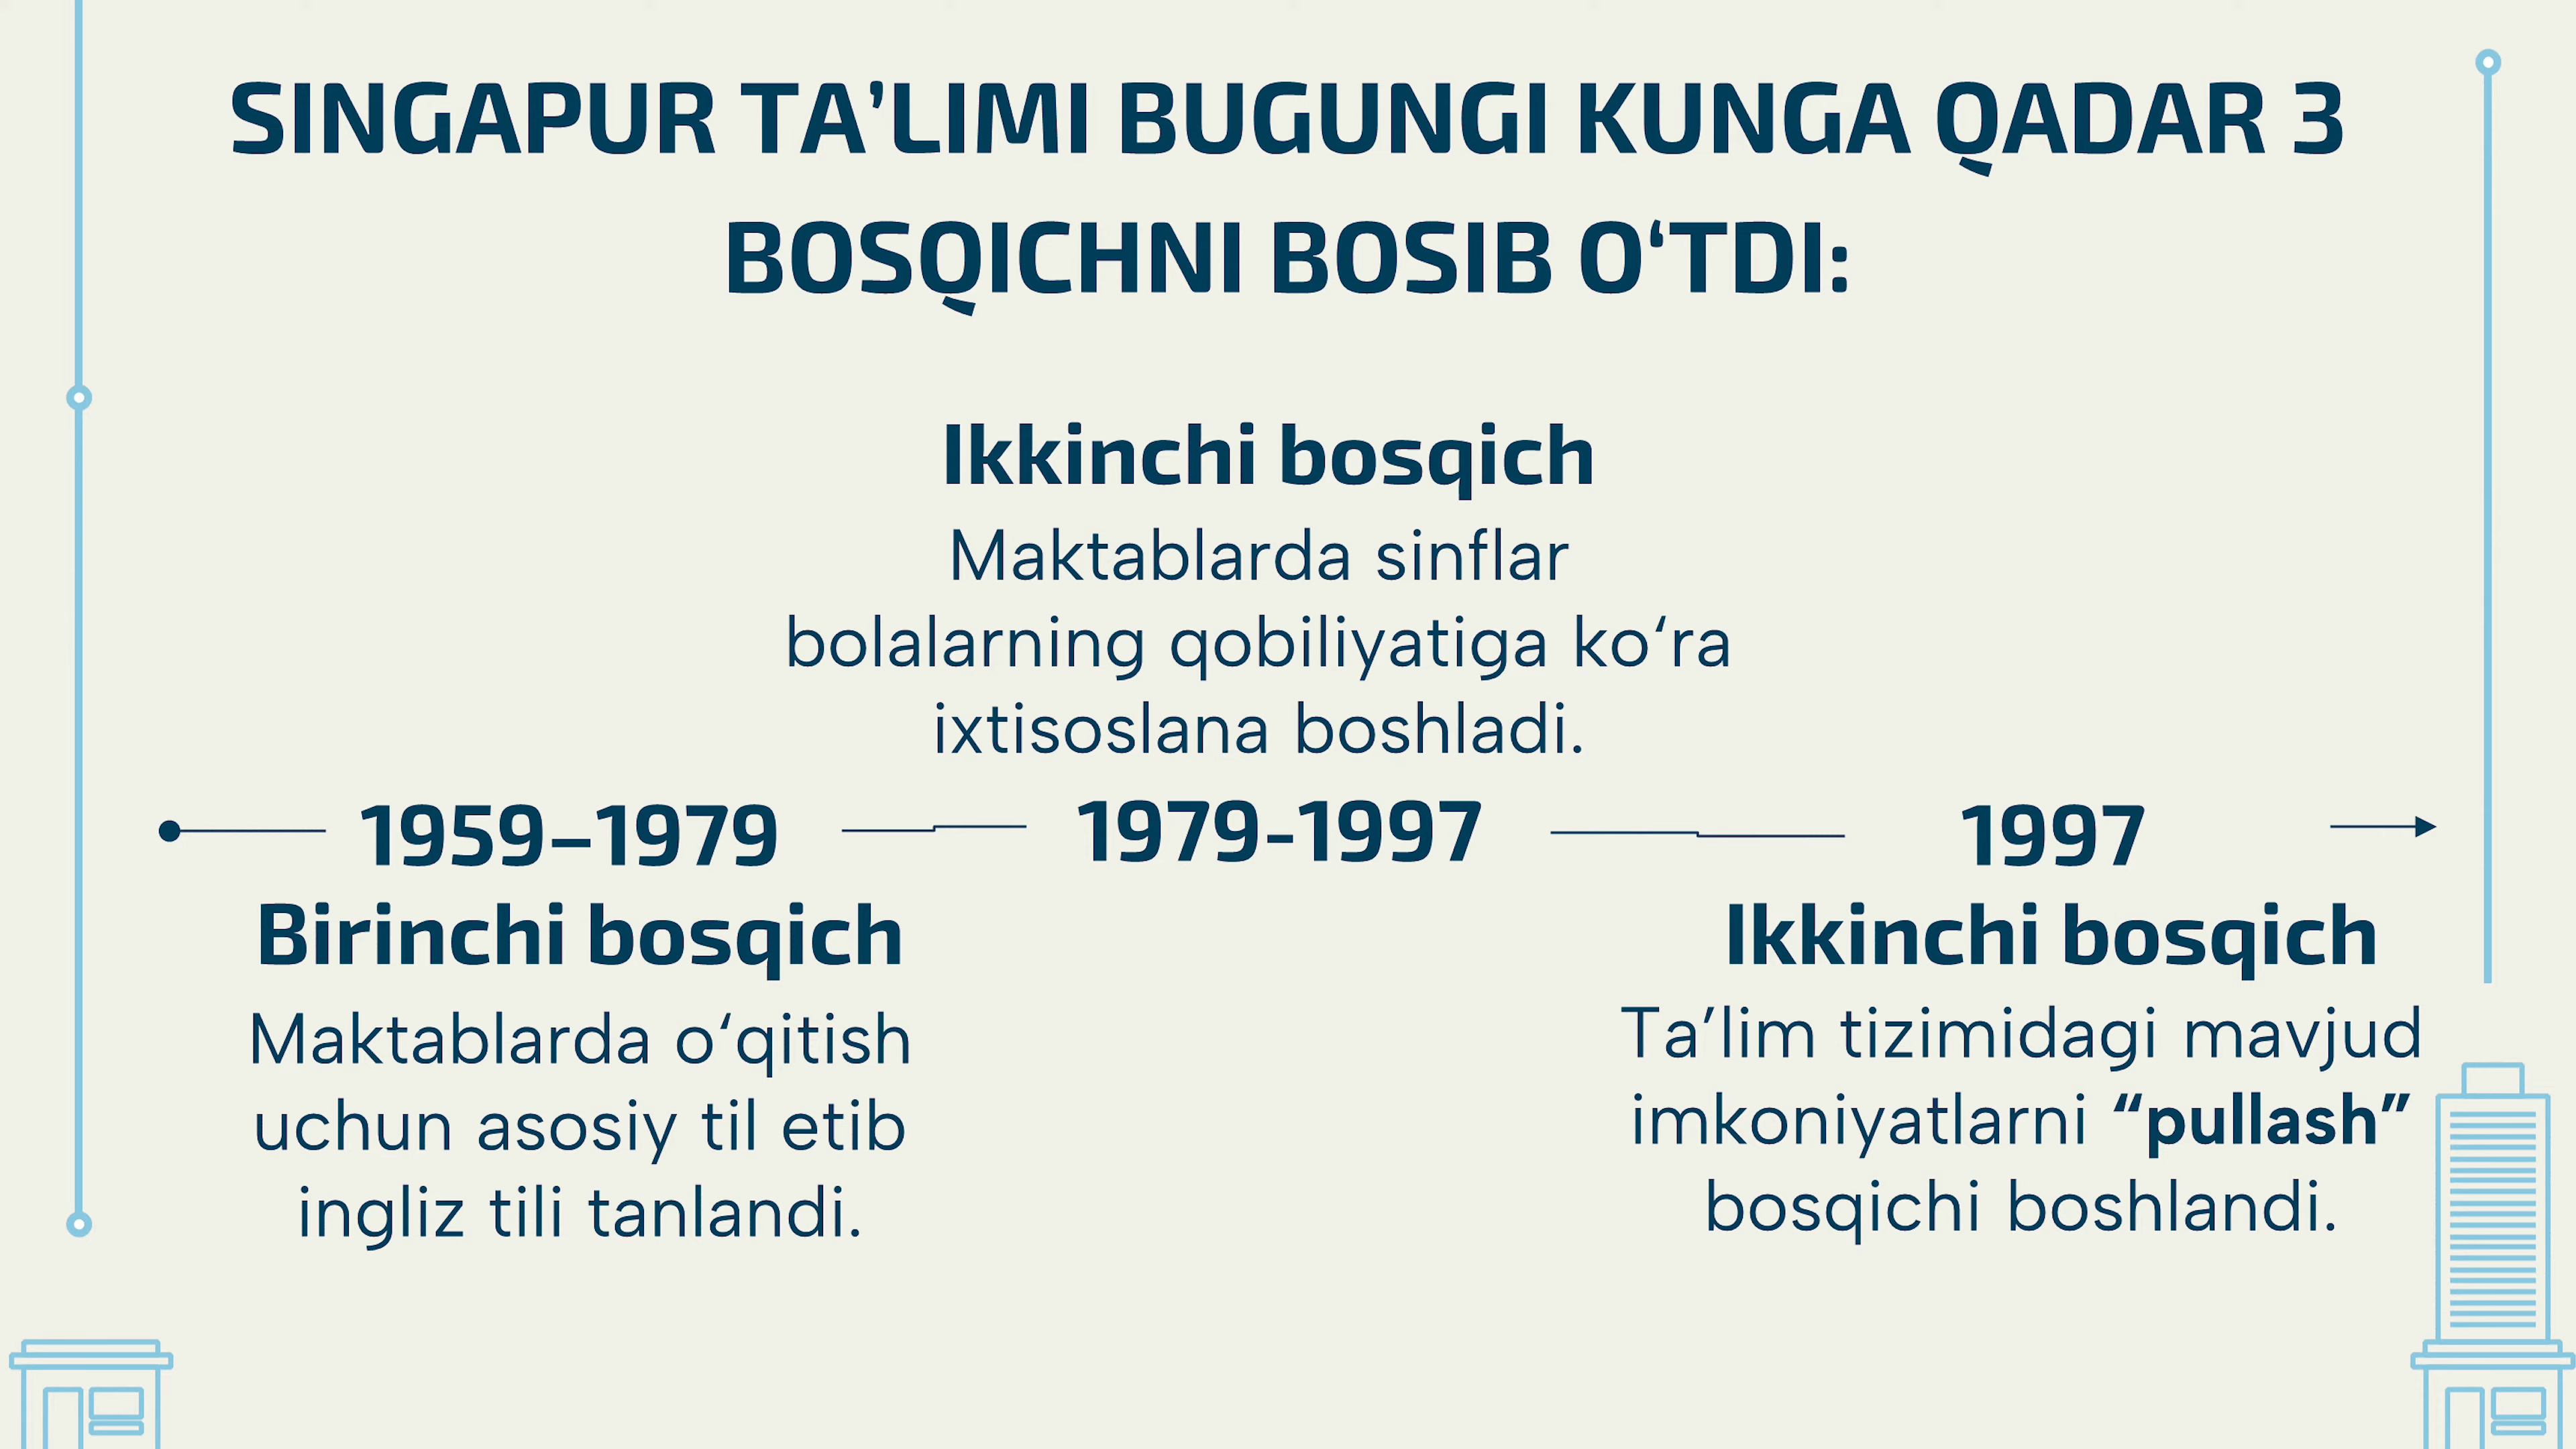 SINGAPUR TA’LIMI BUGUNGI KUNGA QADAR 3
BOSQICHNI BOSIB O‘TDI:
Ikkinchi bosqich
Maktablarda sinflar
bolalarning qobiliyatiga ko‘ra
ixtisoslana boshladi.
1959–1979
1979-1997
1997
Birinchi bosqich
Maktablarda o‘qitish
uchun asosiy til etib
ingliz tili tanlandi.
Ikkinchi bosqich
Ta’lim tizimidagi mavjud
imkoniyatlarni “pullash”
bosqichi boshlandi.